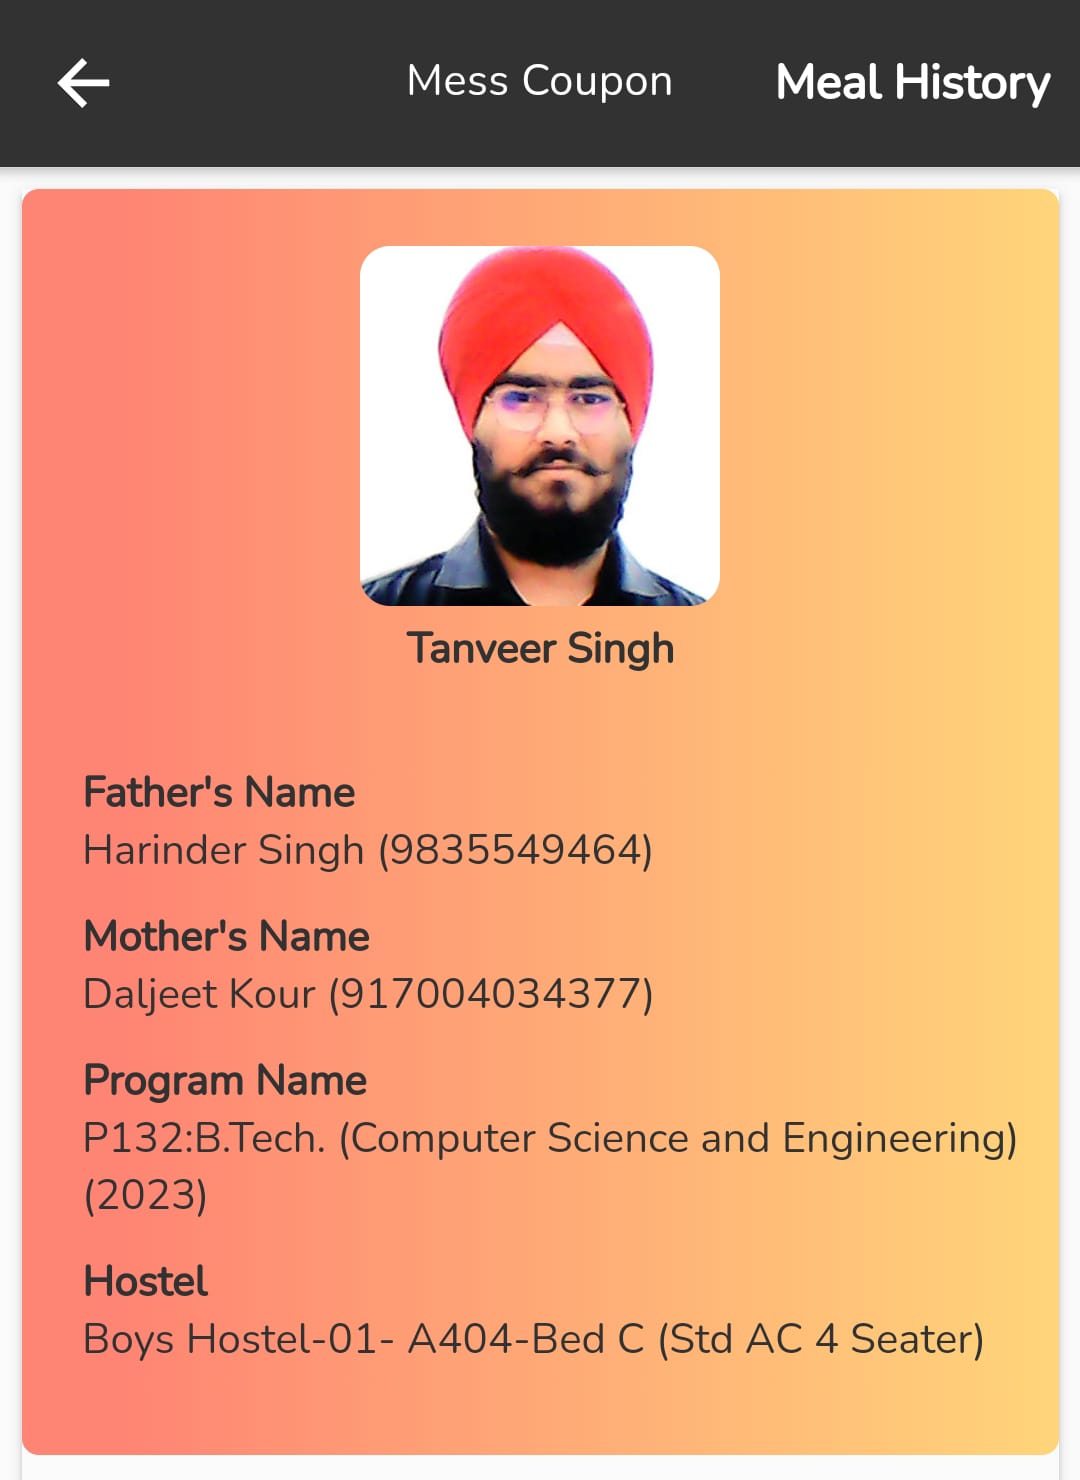 Mess Coupon
Meal History
Tanveer Singh
Father's Name
Harinder Singh (9835549464)
Mother's Name
Daljeet Kour (917004034377)
Program Name
P132:B.Tech. (Computer Science and Engineering)
(2023)
Hostel
Boys Hostel-01- A404-Bed C (Std AC 4 Seater)